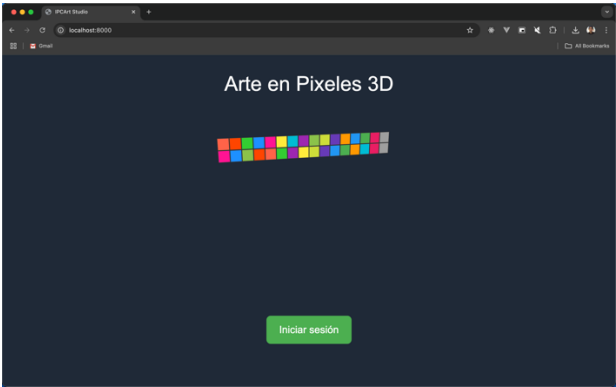 IPCArt Studio
localhost:8000
Gmail
All Bookmarks
Arte en Pixeles 3D
Iniciar sesión